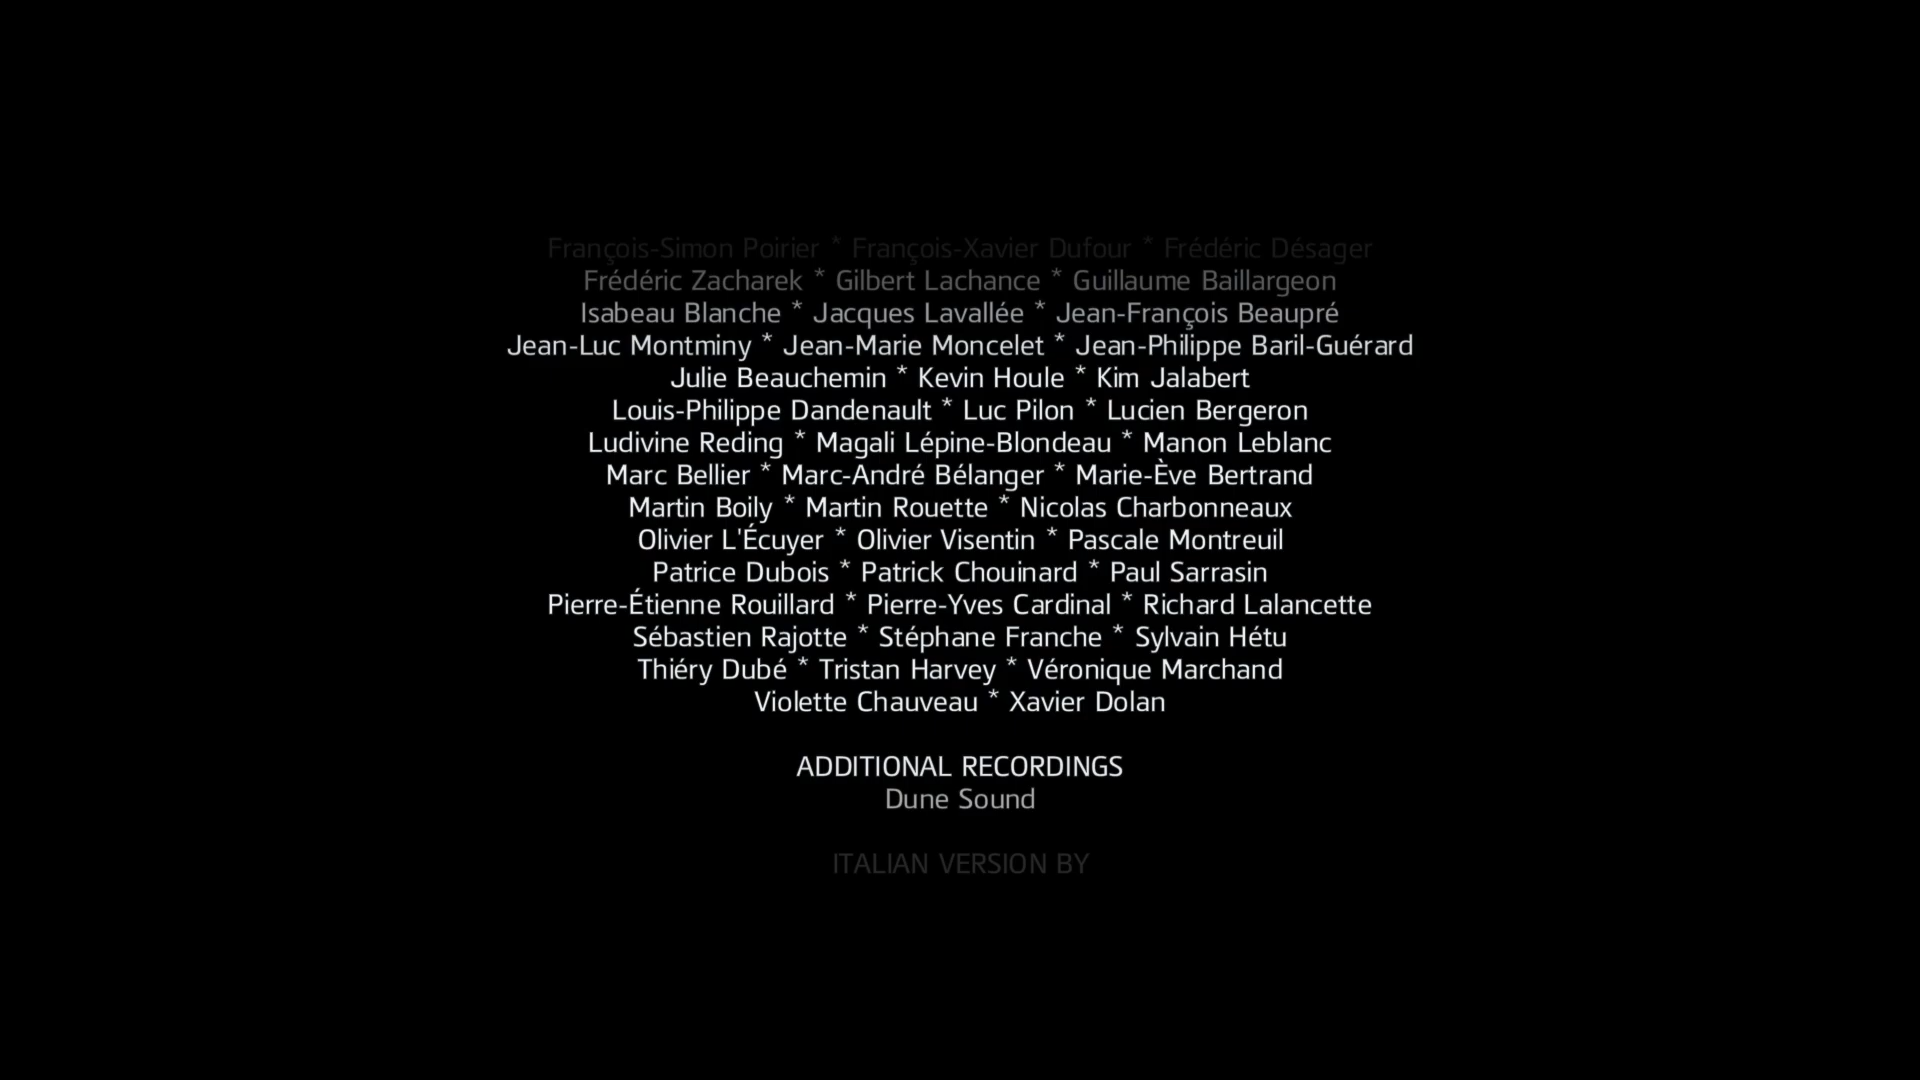 François-Simon Poirier * François-Xavier Dufour * Frédéric Désager
Frédéric Zacharek * Gilbert Lachance * Guillaume Baillargeon
Isabeau Blanche * Jacques Lavallée * Jean-François Beaupré
Jean-Luc Montminy * Jean-Marie Moncelet * Jean-Philippe Baril-Guérard
Julie Beauchemin * Kevin Houle * Kim Jalabert
Louis-Philippe Dandenault * Luc Pilon * Lucien Bergeron
Ludivine Reding * Magali Lépine-Blondeau * Manon Leblanc
Marc Bellier * Marc-André Bélanger * Marie-Ève Bertrand
Martin Boily * Martin Rouette * Nicolas Charbonneaux
Olivier L'Écuyer * Olivier Visentin * Pascale Montreuil
Patrice Dubois * Patrick Chouinard * Paul Sarrasin
Pierre-Étienne Rouillard * Pierre-Yves Cardinal * Richard Lalancette
Sébastien Rajotte * Stéphane Franche * Sylvain Hétu
Thiéry Dubé * Tristan Harvey * Véronique Marchand
Violette Chauveau * Xavier Dolan
ADDITIONAL RECORDINGS
Dune Sound
ITALIAN VERSION BY